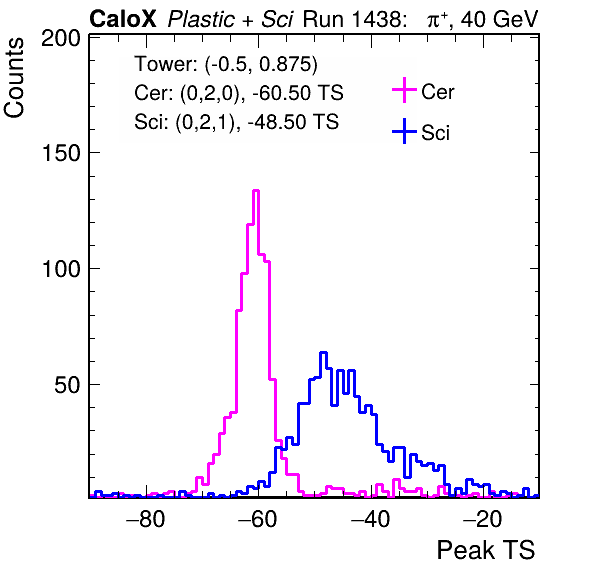 CaloX Plastic + Sci Run 1438: π⁺, 40 GeV
Counts
200
150
100
50
Tower: (-0.5, 0.875)
Cer: (0,2,0), -60.50 TS
Sci: (0,2,1), -48.50 TS
Cer
Sci
−80 −60 −40 −20
Peak TS